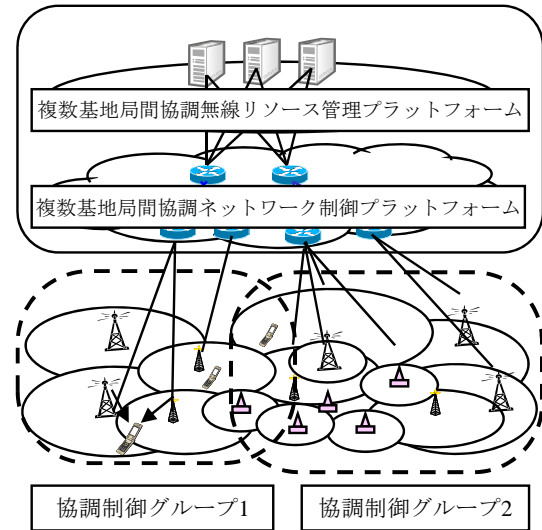 複数基地局間協調無線リソース管理プラットフォーム
複数基地局間協調ネットワーク制御プラットフォーム
協調制御グループ1
協調制御グループ2